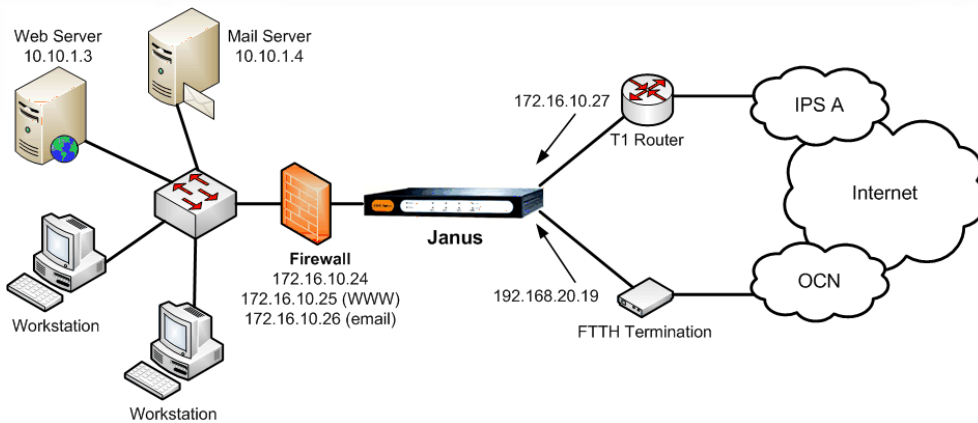 Web Server
10.10.1.3
Mail Server
10.10.1.4
172.16.10.27
T1 Router
IPS A
Internet
Janus
Firewall
172.16.10.24
172.16.10.25 (WWW)
172.16.10.26 (email)
192.168.20.19
OCN
FTTH Termination
Workstation
Workstation